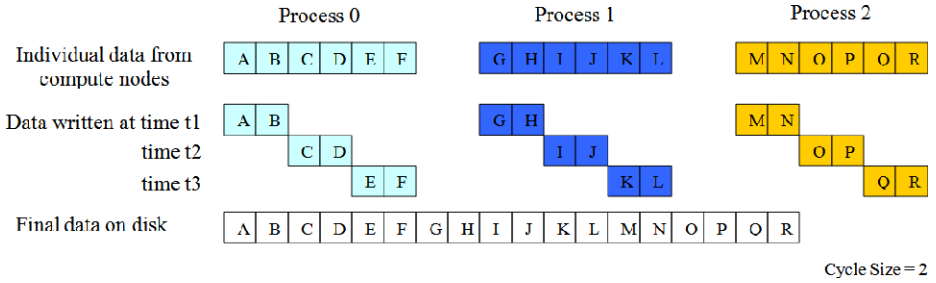 Process 0 Process 1 Process 2
Individual data from
compute nodes
A B C D E F G H I J K L M N O P O R
Data written at time t1 A B G H M N
time t2 C D I J O P
time t3 E F K L Q R
Final data on disk A B C D E F G H I J K L M N O P O R
Cycle Size = 2